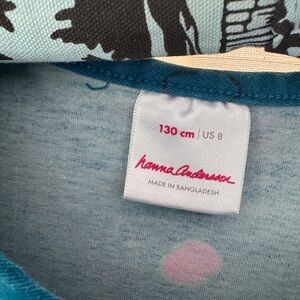 130 cm | US 8
hanna andersson
MADE IN BANGLADESH